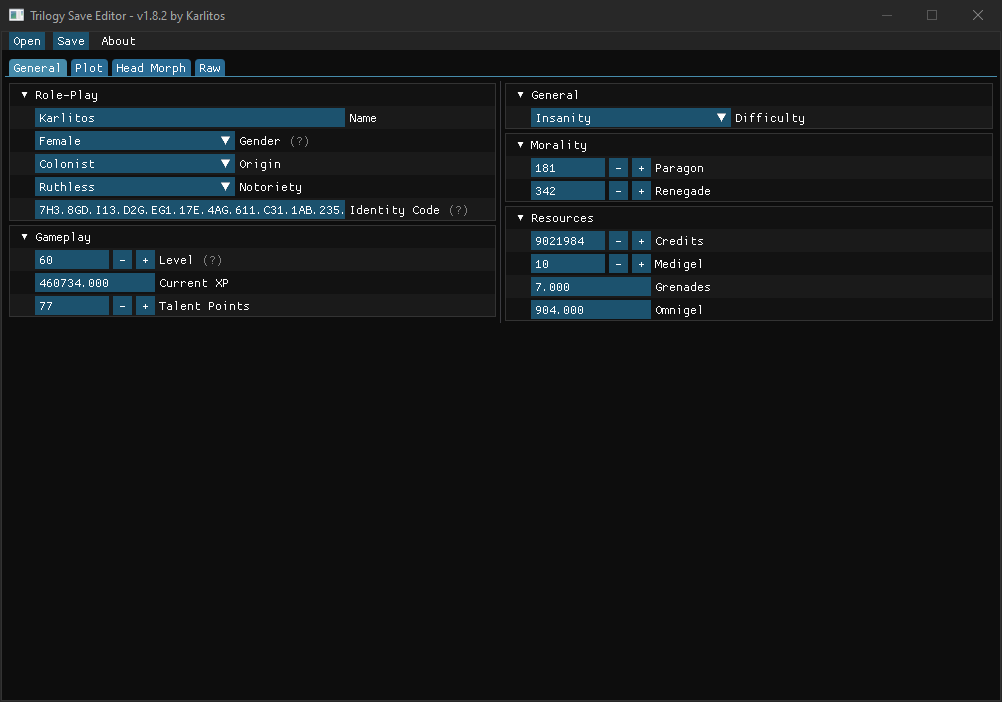 Trilogy Save Editor - v1.8.2 by Karlitos
Open Save About
General Plot Head Morph Raw
Role-Play
Karlitos Name
Female Gender (?)
Colonist Origin
Ruthless Notoriety
7H3.8GD.I13.D2G.EG1.17E.4AG.611.C31.1AB.235. Identity Code (?)
Gameplay
60 - + Level (?)
460734.000 Current XP
77 - + Talent Points
General
Insanity Difficulty
Morality
181 - + Paragon
342 - + Renegade
Resources
9021984 - + Credits
10 - + Medigel
7.000 Grenades
904.000 Omnigel